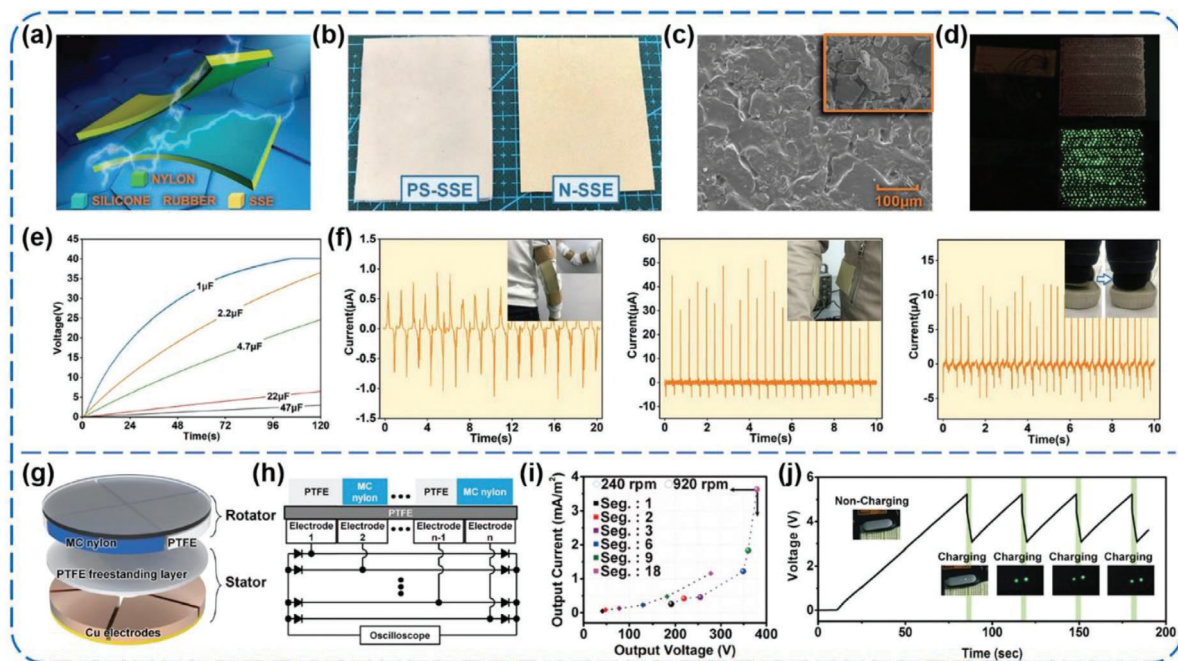 (a)
NYLON
SILICONE RUBBER SSE
(b)
PS-SSE
N-SSE
(c)
100μm
(d)
(e)
Voltage(V)
45
40
35
30
25
20
15
10
5
0
1μF
2.2μF
4.7μF
22μF
47μF
0 24 48 72 96 120
Time(s)
(f)
Current(μA)
1.0
0.5
0.0
-0.5
-1.0
-1.5
0 4 8 12 16 20
Time(s)
Current(μA)
60
50
40
30
20
10
0
-10
0 2 4 6 8 10
Time(s)
Current(μA)
15
10
5
0
-5
0 2 4 6 8 10
Time(s)
(g)
Rotator
MC nylon
PTFE
PTFE freestanding layer
Stator
Cu electrodes
(h)
PTFE
MC
nylon
PTFE
MC nylon
PTFE
Electrode
1
Electrode
2
Electrode
n-1
Electrode
n
Oscilloscope
(i)
Output Current (mA/m²)
4
3
2
1
0
240 rpm
920 rpm
Seg. : 1
Seg. : 2
Seg. : 3
Seg. : 6
Seg. : 9
Seg. : 18
0 100 200 300 400
Output Voltage (V)
(j)
Voltage (V)
6
4
2
0
Non-Charging
Charging Charging Charging Charging
0 50 100 150 200
Time (sec)